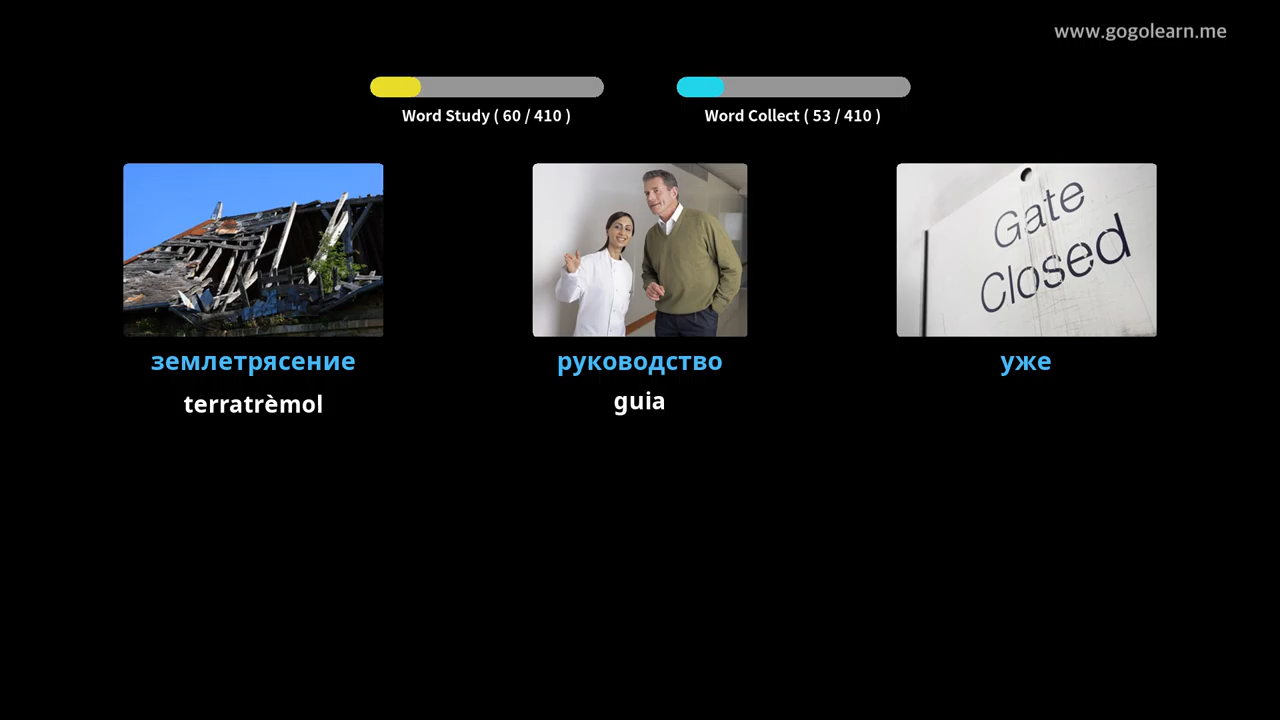 www.gogolearn.me
Word Study ( 60 / 410 )
Word Collect ( 53 / 410 )
Gate
Closed
землетрясение
руководство
уже
terratrèmol
guia